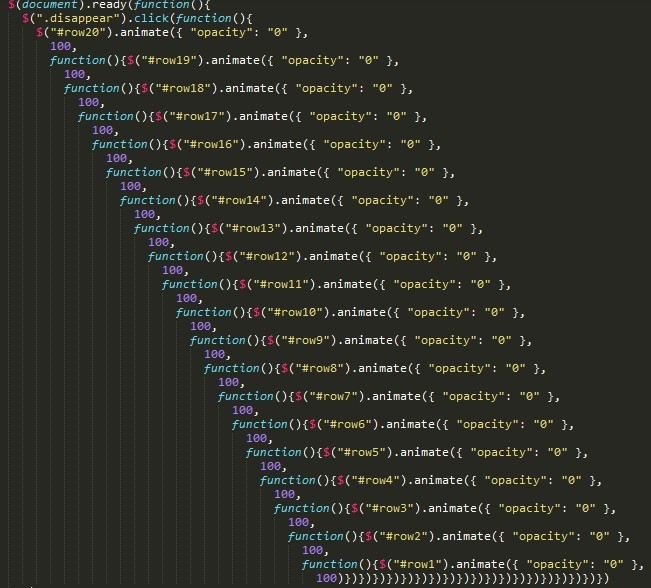 $(document).ready(function(){
$(".disappear").click(function(){
$("#row20").animate({ "opacity": "0" },
100,
function(){$("#row19").animate({ "opacity": "0" },
100,
function(){$("#row18").animate({ "opacity": "0" },
100,
function(){$("#row17").animate({ "opacity": "0" },
100,
function(){$("#row16").animate({ "opacity": "0" },
100,
function(){$("#row15").animate({ "opacity": "0" },
100,
function(){$("#row14").animate({ "opacity": "0" },
100,
function(){$("#row13").animate({ "opacity": "0" },
100,
function(){$("#row12").animate({ "opacity": "0" },
100,
function(){$("#row11").animate({ "opacity": "0" },
100,
function(){$("#row10").animate({ "opacity": "0" },
100,
function(){$("#row9").animate({ "opacity": "0" },
100,
function(){$("#row8").animate({ "opacity": "0" },
100,
function(){$("#row7").animate({ "opacity": "0" },
100,
function(){$("#row6").animate({ "opacity": "0" },
100,
function(){$("#row5").animate({ "opacity": "0" },
100,
function(){$("#row4").animate({ "opacity": "0" },
100,
function(){$("#row3").animate({ "opacity": "0" },
100,
function(){$("#row2").animate({ "opacity": "0" },
100,
function(){$("#row1").animate({ "opacity": "0" },
100)})})})})})})})})})})})})})})})})})})})